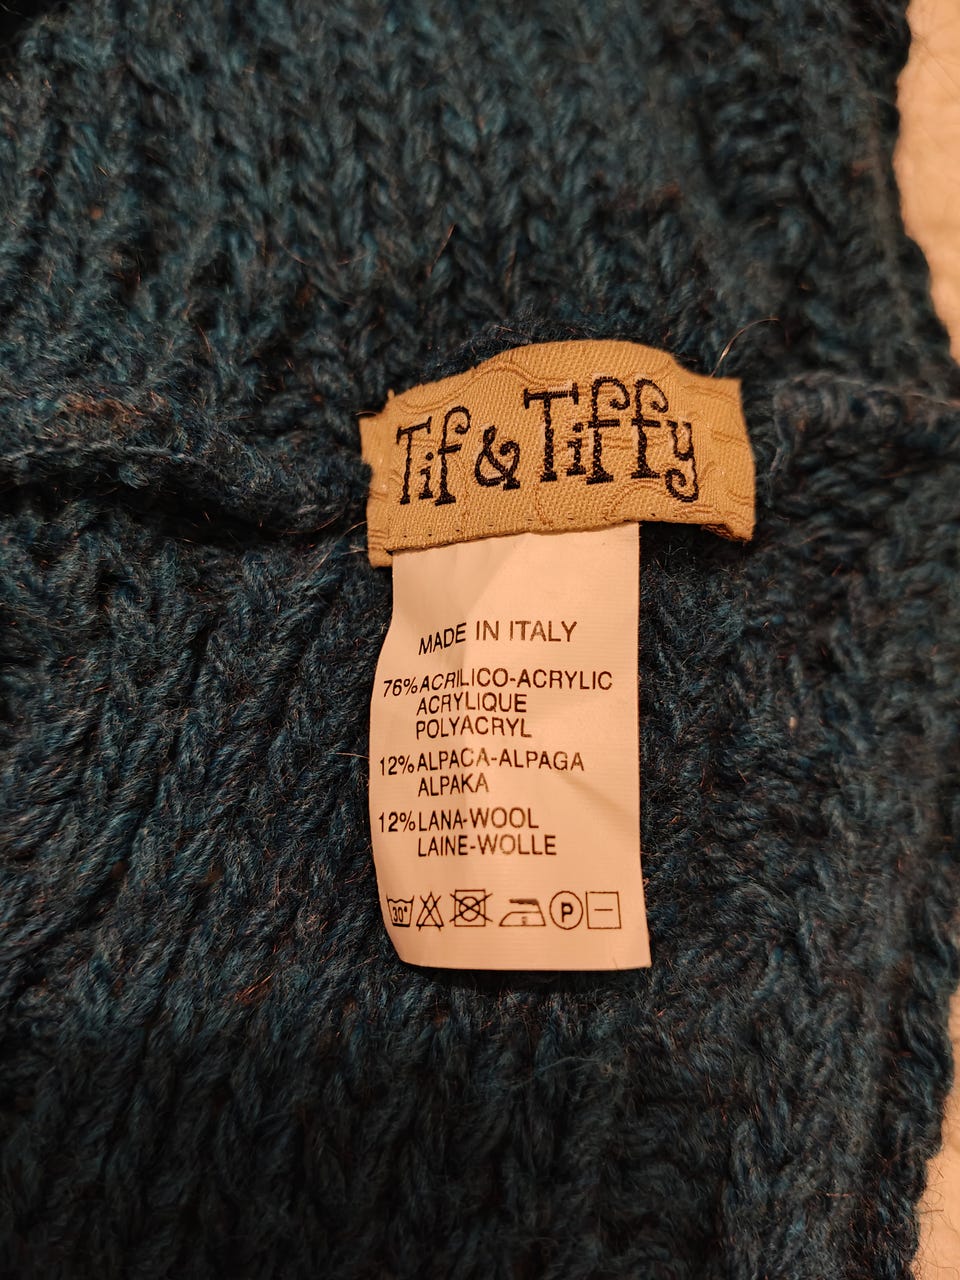 Tif & Tiffy
MADE IN ITALY
76% ACRILICO-ACRYLIC
ACRYLIQUE
POLYACRYL
12% ALPACA-ALPAGA
ALPAKA
12% LANA-WOOL
LAINE-WOLLE
30° P